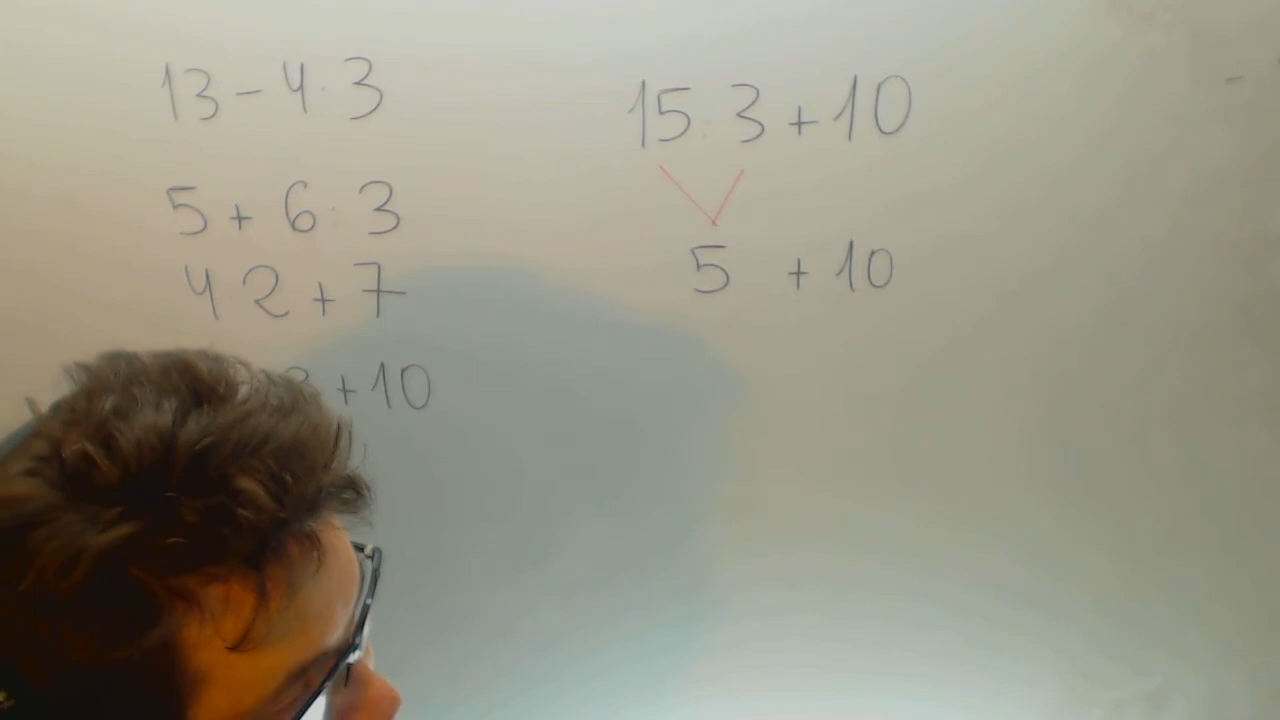 13 - 4 · 3
5 + 6 · 3
4 2 + 7
+ 10
15 : 3 + 10
5 + 10